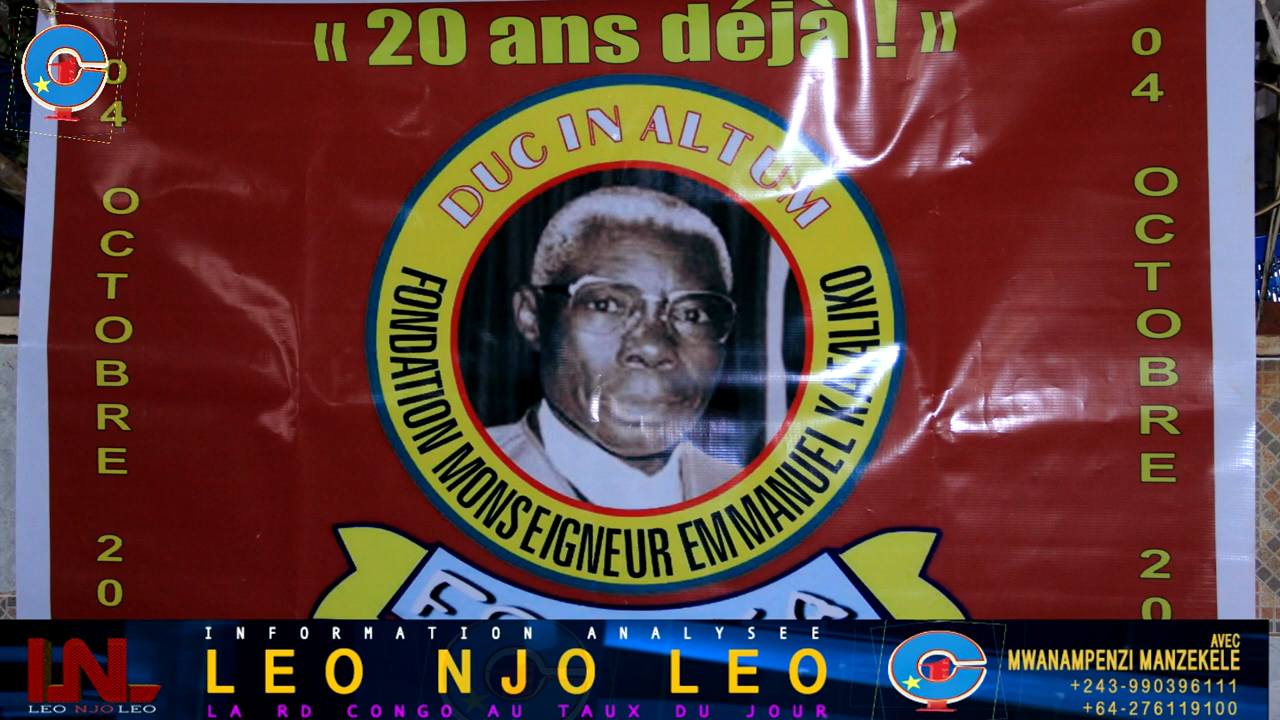 « 20 ans déjà ! »
04 OCTOBRE 20
04 OCTOBRE 20
DUC IN ALTUM
FONDATION MONSEIGNEUR EMMANUEL KATALIKO
INFORMATION ANALYSEE
LEO NJO LEO
LA RD CONGO AU TAUX DU JOUR
LNL
LEO NJO LEO
AVEC
MWANAMPENZI MANZEKELE
+243-990396111
+64-276119100